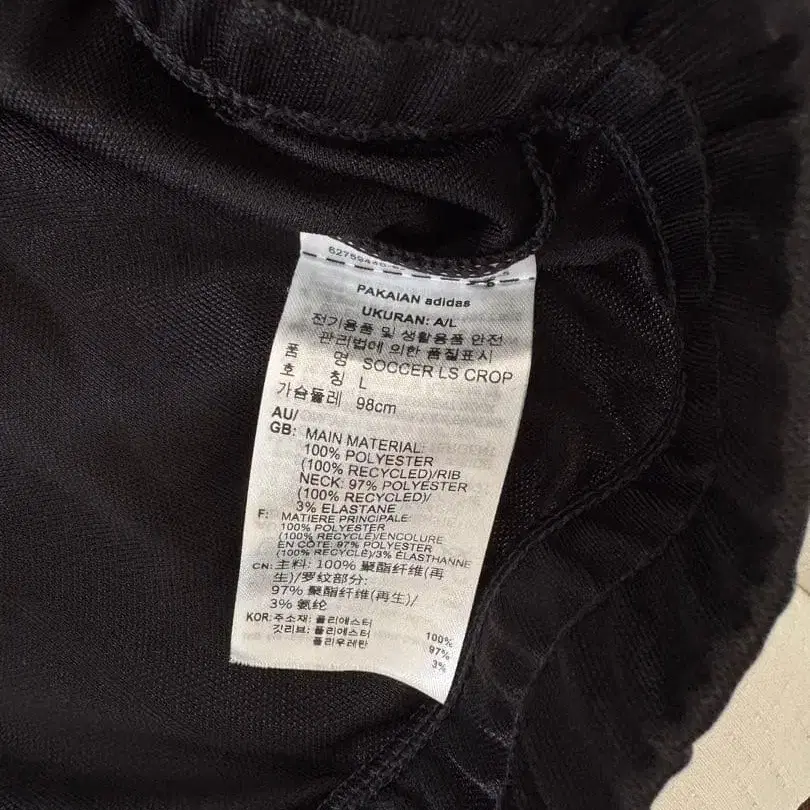 PAKAIAN adidas
UKURAN: A/L
전기용품 및 생활용품 안전
관리법에 의한 품질표시
품 명 SOCCER LS CROP
호 칭 L
가슴둘레 98cm
AU/
GB: MAIN MATERIAL:
100% POLYESTER
(100% RECYCLED)/RIB
NECK: 97% POLYESTER
(100% RECYCLED)/
3% ELASTANE
F: MATIERE PRINCIPALE:
100% POLYESTER
(100% RECYCLÉ)/ENCOLURE
EN CÔTE: 97% POLYESTER
(100% RECYCLÉ)/3% ÉLASTHANNE
CN: 主料: 100% 聚酯纤维(再
生)/罗纹部分:
97% 聚酯纤维(再生)/
3% 氨纶
KOR: 주소재: 폴리에스터 100%
깃리브: 폴리에스터 97%
폴리우레탄 3%